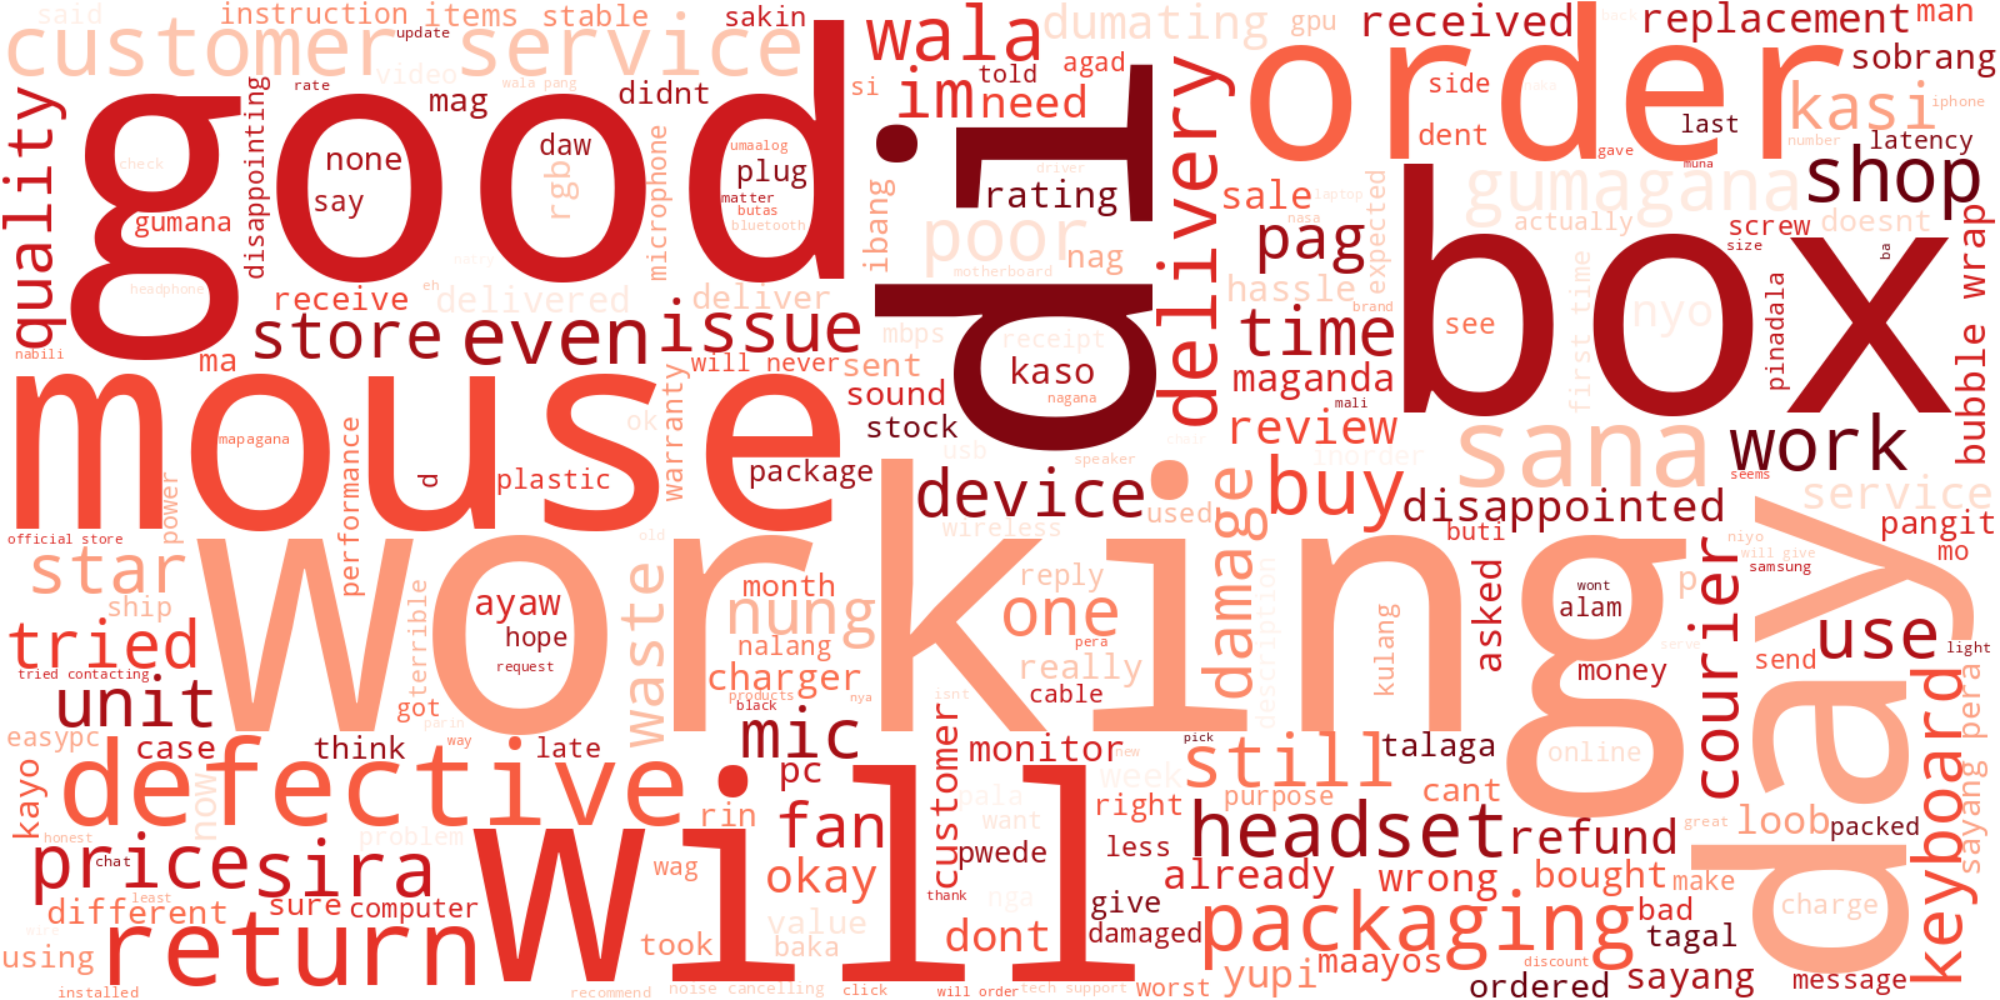 said
instruction
items
stable
sakin
customer service
update
wala
dumating
gpu
received
replacement
man
back
good
video
wala pang
rate
mag
didnt
si
im
told
agad
need
order
side
haka
sobrang
kasi
iphone
quality
disappointing
none
say
daw
rgb
umaalog
plug
matter
butas
bluetooth
microphone
check
gumana
headphone
natry
eh
di
driver
rating
ibang
poor
nag
motherboard
delivery
sale
laptop
nasa
pag
expected
dent
gave
last
muna
number
latency
gumagana
shop
actually
screw
doesnt
size
ba
box
hassle
brand
see
nyo
first time
pinadala
bubble wrap
receive
delivered
deliver
store
even
issue
mbps
receipt
time
nabili
ma
will never
sent
kaso
nagana
maganda
mali
mouse
mapagana
ok
warranty
sound
stock
usb
chair
speaker
review
inorder
sana
work
seems
service
power
performance
d
plastic
package
device
used
damage
buy
disappointed
buti
pangit
mo
official store
star
old
wireless
description
niyo
will give
samsung
day
ship
terrible
working
ayaw
hope
request
waste
month
nung
nalang
reply
one
pera
really
kulang
asked
wont
alam
p
courier
use
light
tried
tried contacting
charger
products
nya
black
isnt
cable
money
serve
send
unit
got
parin
way
mic
customer
monitor
new
pick
still
talaga
online
keyboard
sayang pera
easypc
case
think
late
pc
week
kayo
defective
now
rin
fan
pala
want
right
purpose
cant
honest
problem
will
pwede
less
headset
refund
great
loob
packed
price
chat
sira
wag
okay
thank
nga
already
wrong
bought
make
least
different
sure
computer
value
give
charge
wire
return
took
baka
dont
damaged
packaging
bad
tagal
using
yupi
maayos
discount
sayang
message
installed
recommend
noise cancelling
click
will order
tech support
worst
ordered